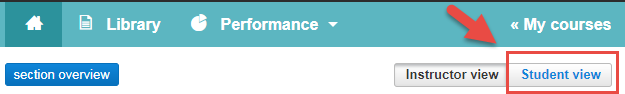 Library Performance « My courses
section overview Instructor view Student view